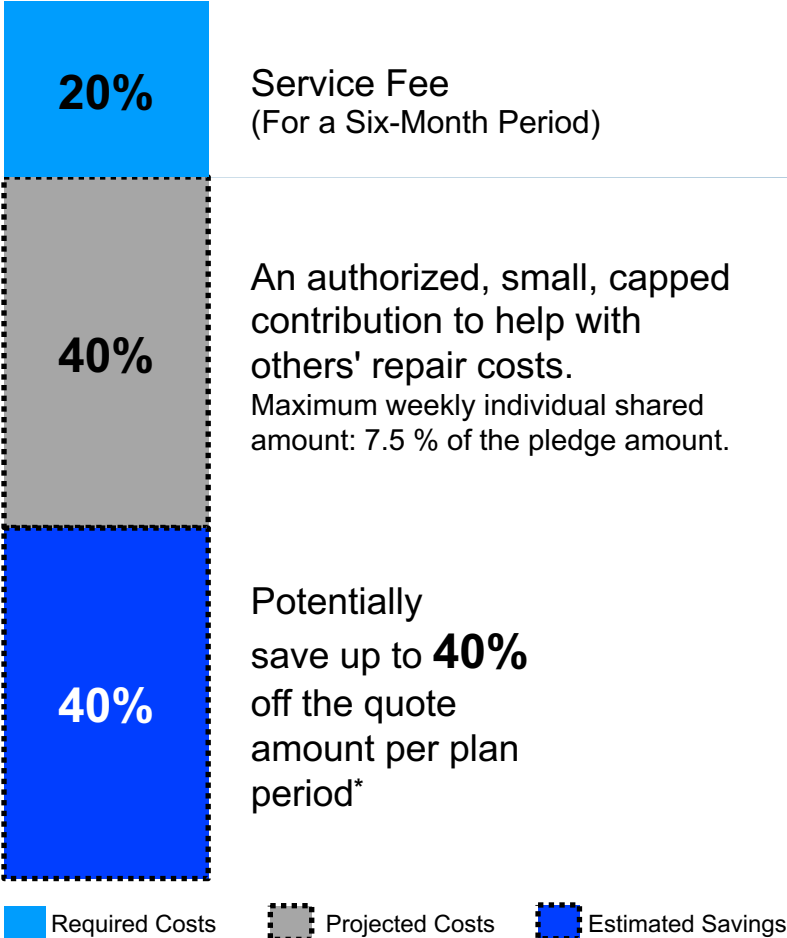 20%
Service Fee
(For a Six-Month Period)
40%
An authorized, small, capped
contribution to help with
others' repair costs.
Maximum weekly individual shared
amount: 7.5 % of the pledge amount.
40%
Potentially
save up to 40%
off the quote
amount per plan
period*
Required Costs
Projected Costs
Estimated Savings